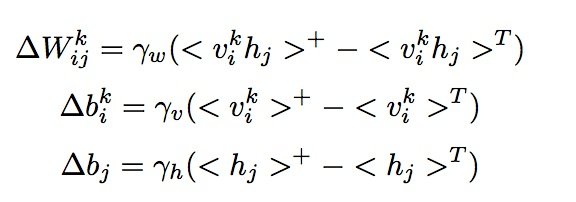 ΔW_{ij}^{k} = γ_w(< v_i^k h_j >^+ − < v_i^k h_j >^T)
Δb_i^k = γ_v(< v_i^k >^+ − < v_i^k >^T)
Δb_j = γ_h(< h_j >^+ − < h_j >^T)